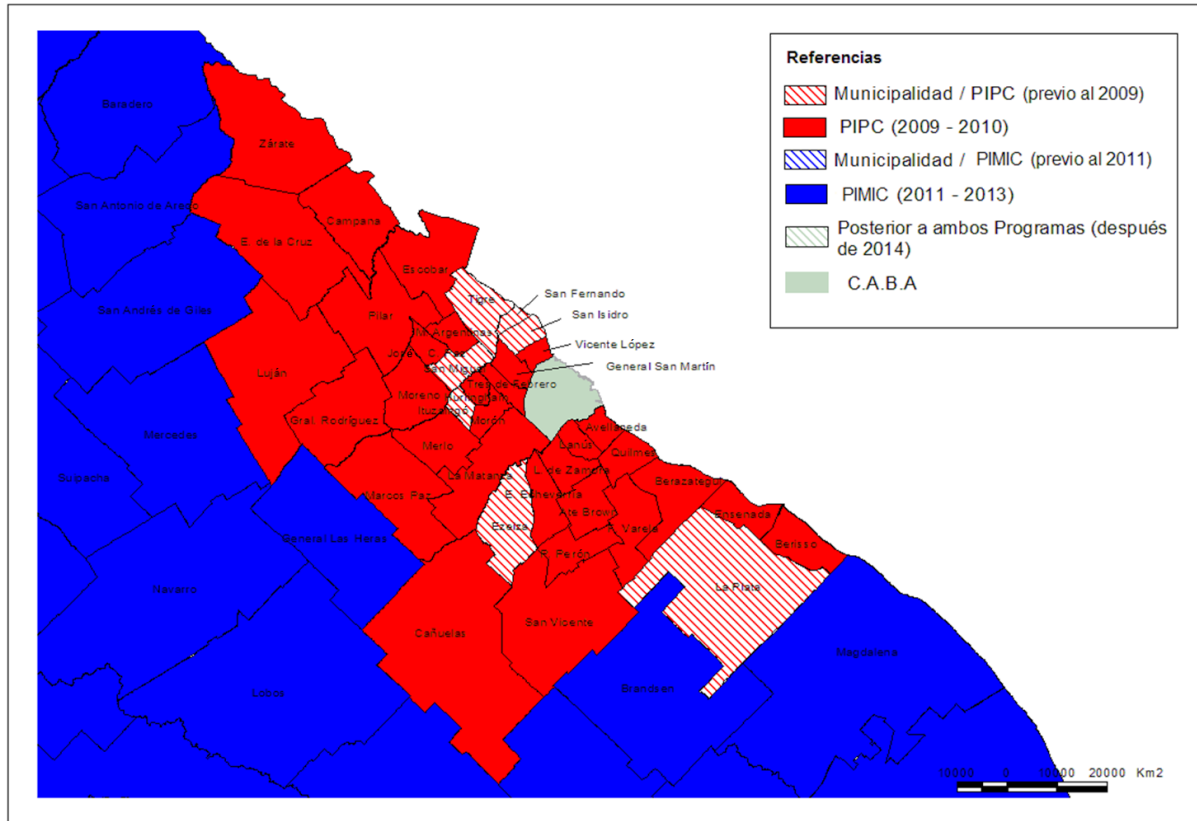 Referencias
Municipalidad / PIPC (previo al 2009)
PIPC (2009 - 2010)
Municipalidad / PIMIC (previo al 2011)
PIMIC (2011 - 2013)
Posterior a ambos Programas (después
de 2014)
C.A.B.A
Baradero
Zárate
San Antonio de Areco
Campana
E. de la Cruz
Escobar
San Andrés de Giles
Tigre
San Fernando
San Isidro
Pilar
M. Argentinas
Vicente López
José C. Paz
General San Martín
San Miguel
Luján
Tres de Febrero
Moreno
Hurlingham
Ituzaingó
Gral. Rodríguez
Morón
Avellaneda
Mercedes
Merlo
Lanús
Quilmes
Suipacha
La Matanza
L. de Zamora
Berazategui
Marcos Paz
E. Echeverría
Ate Brown
Ensenada
Ezeiza
F. Varela
General Las Heras
Berisso
P. Perón
Navarro
La Plata
San Vicente
Cañuelas
Magdalena
Lobos
Brandsen
10000 0 10000 20000 Km2